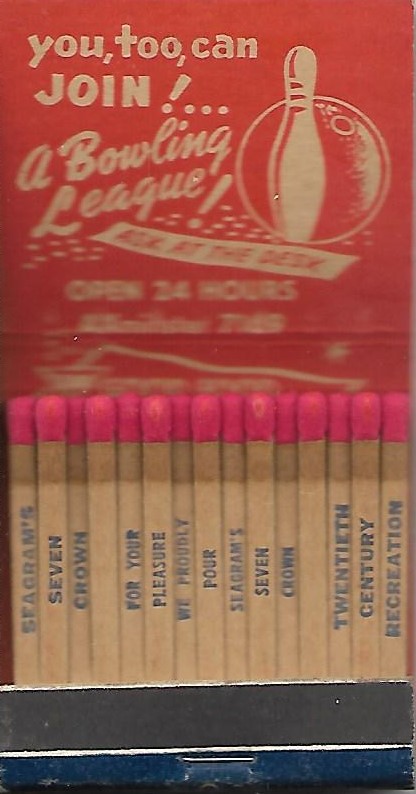 you, too, can
JOIN!...
A Bowling
League!
ASK AT THE DESK
OPEN 24 HOURS
SEAGRAM'S
SEVEN
CROWN
FOR YOUR
PLEASURE
WE PROUDLY
POUR
SEAGRAM'S
SEVEN
CROWN
TWENTIETH
CENTURY
RECREATION